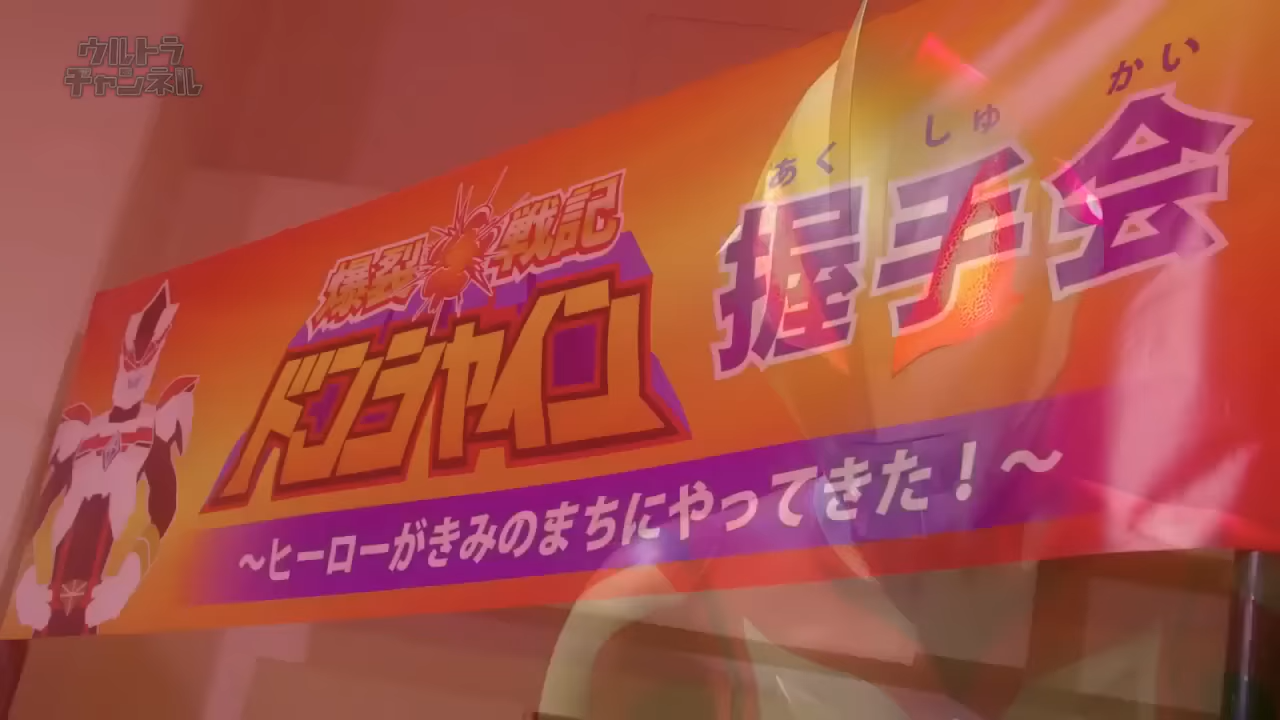 ウルトラ
チャンネル
爆裂戦記
ドンシャイン
あくしゅかい
握手会
～ヒーローがきみのまちにやってきた！～